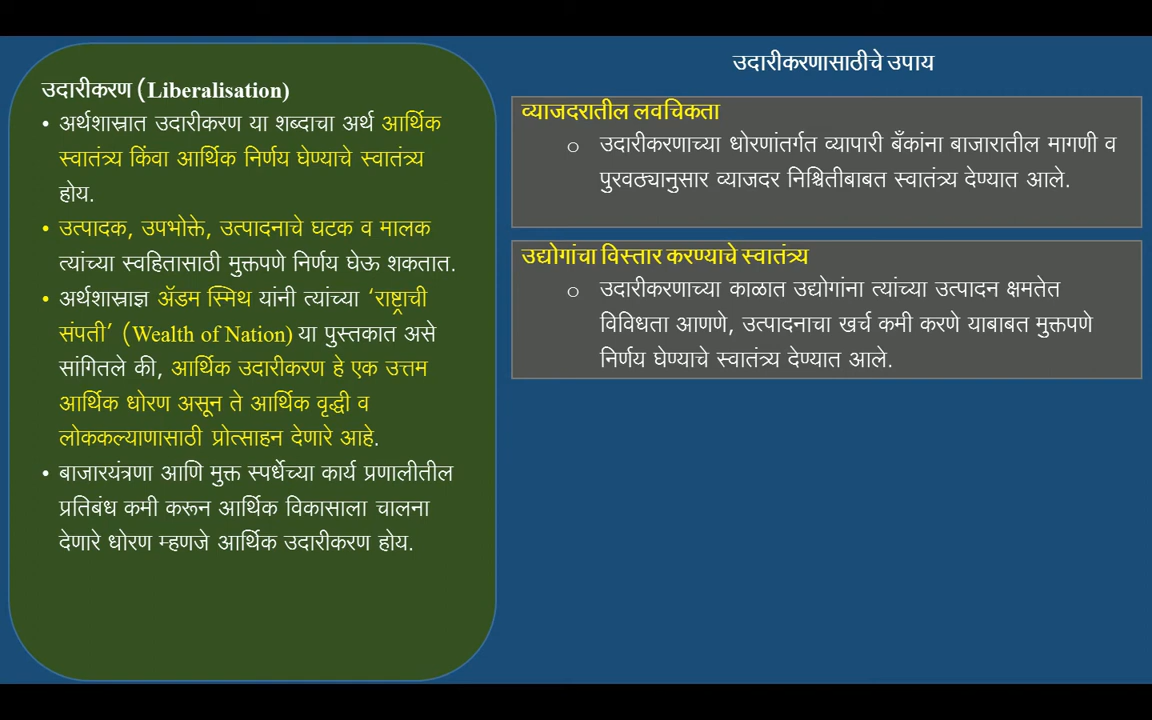 उदारीकरण (Liberalisation)
• अर्थशास्त्रात उदारीकरण या शब्दाचा अर्थ आर्थिक
स्वातंत्र्य किंवा आर्थिक निर्णय घेण्याचे स्वातंत्र्य
होय.
• उत्पादक, उपभोक्ते, उत्पादनाचे घटक व मालक
त्यांच्या स्वहितासाठी मुक्तपणे निर्णय घेऊ शकतात.
• अर्थशास्त्राज्ञ ॲडम स्मिथ यांनी त्यांच्या ‘राष्ट्राची
संपती’ (Wealth of Nation) या पुस्तकात असे
सांगितले की, आर्थिक उदारीकरण हे एक उत्तम
आर्थिक धोरण असून ते आर्थिक वृद्धी व
लोककल्याणासाठी प्रोत्साहन देणारे आहे.
• बाजारयंत्रणा आणि मुक्त स्पर्धेच्या कार्य प्रणालीतील
प्रतिबंध कमी करून आर्थिक विकासाला चालना
देणारे धोरण म्हणजे आर्थिक उदारीकरण होय.
उदारीकरणासाठीचे उपाय
व्याजदरातील लवचिकता
o उदारीकरणाच्या धोरणांतर्गत व्यापारी बँकांना बाजारातील मागणी व
पुरवठ्यानुसार व्याजदर निश्चितीबाबत स्वातंत्र्य देण्यात आले.
उद्योगांचा विस्तार करण्याचे स्वातंत्र्य
o उदारीकरणाच्या काळात उद्योगांना त्यांच्या उत्पादन क्षमतेत
विविधता आणणे, उत्पादनाचा खर्च कमी करणे याबाबत मुक्तपणे
निर्णय घेण्याचे स्वातंत्र्य देण्यात आले.